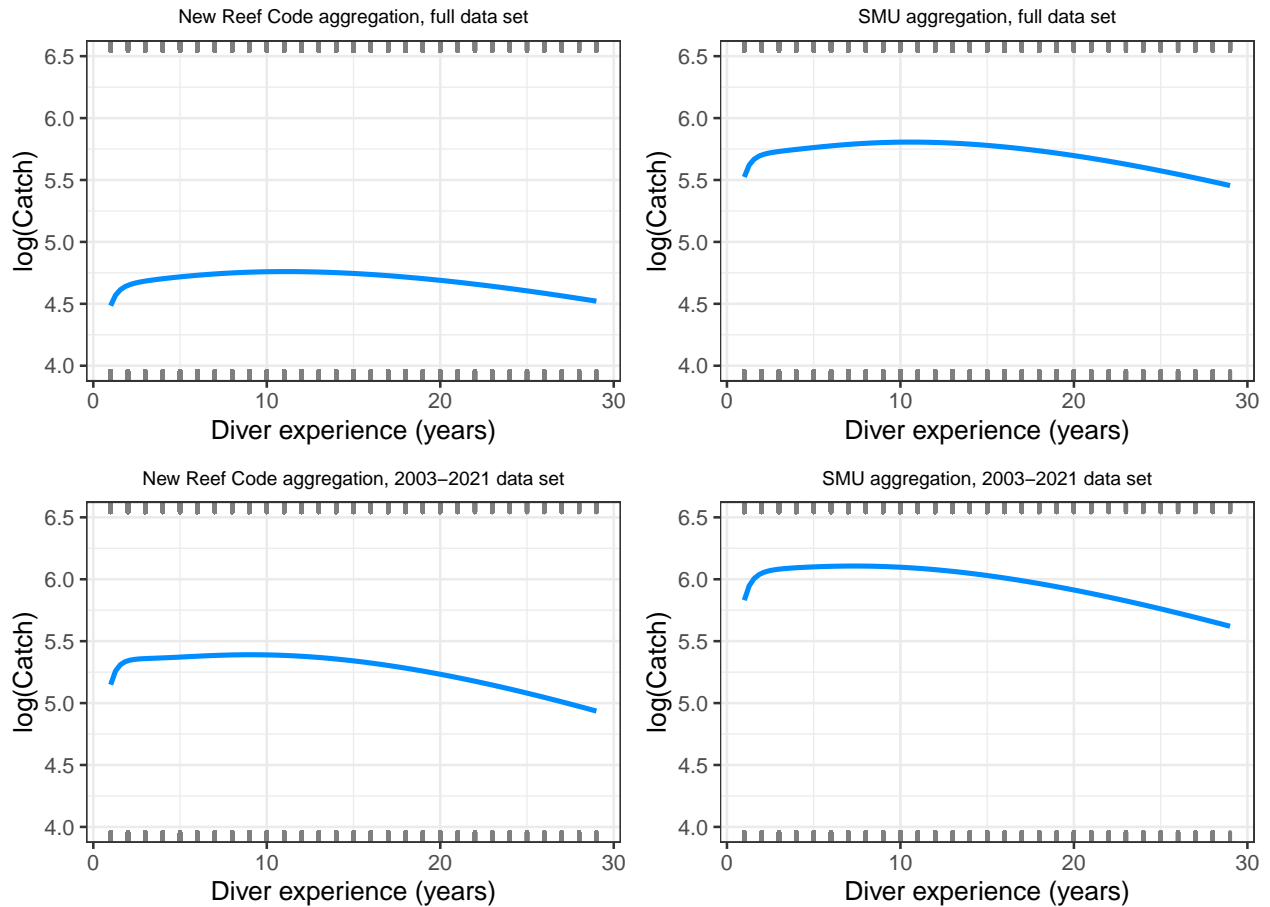 New Reef Code aggregation, full data set
6.5
6.0
5.5
5.0
4.5
4.0
log(Catch)
0 10 20 30
Diver experience (years)
SMU aggregation, full data set
6.5
6.0
5.5
5.0
4.5
4.0
log(Catch)
0 10 20 30
Diver experience (years)
New Reef Code aggregation, 2003−2021 data set
6.5
6.0
5.5
5.0
4.5
4.0
log(Catch)
0 10 20 30
Diver experience (years)
SMU aggregation, 2003−2021 data set
6.5
6.0
5.5
5.0
4.5
4.0
log(Catch)
0 10 20 30
Diver experience (years)